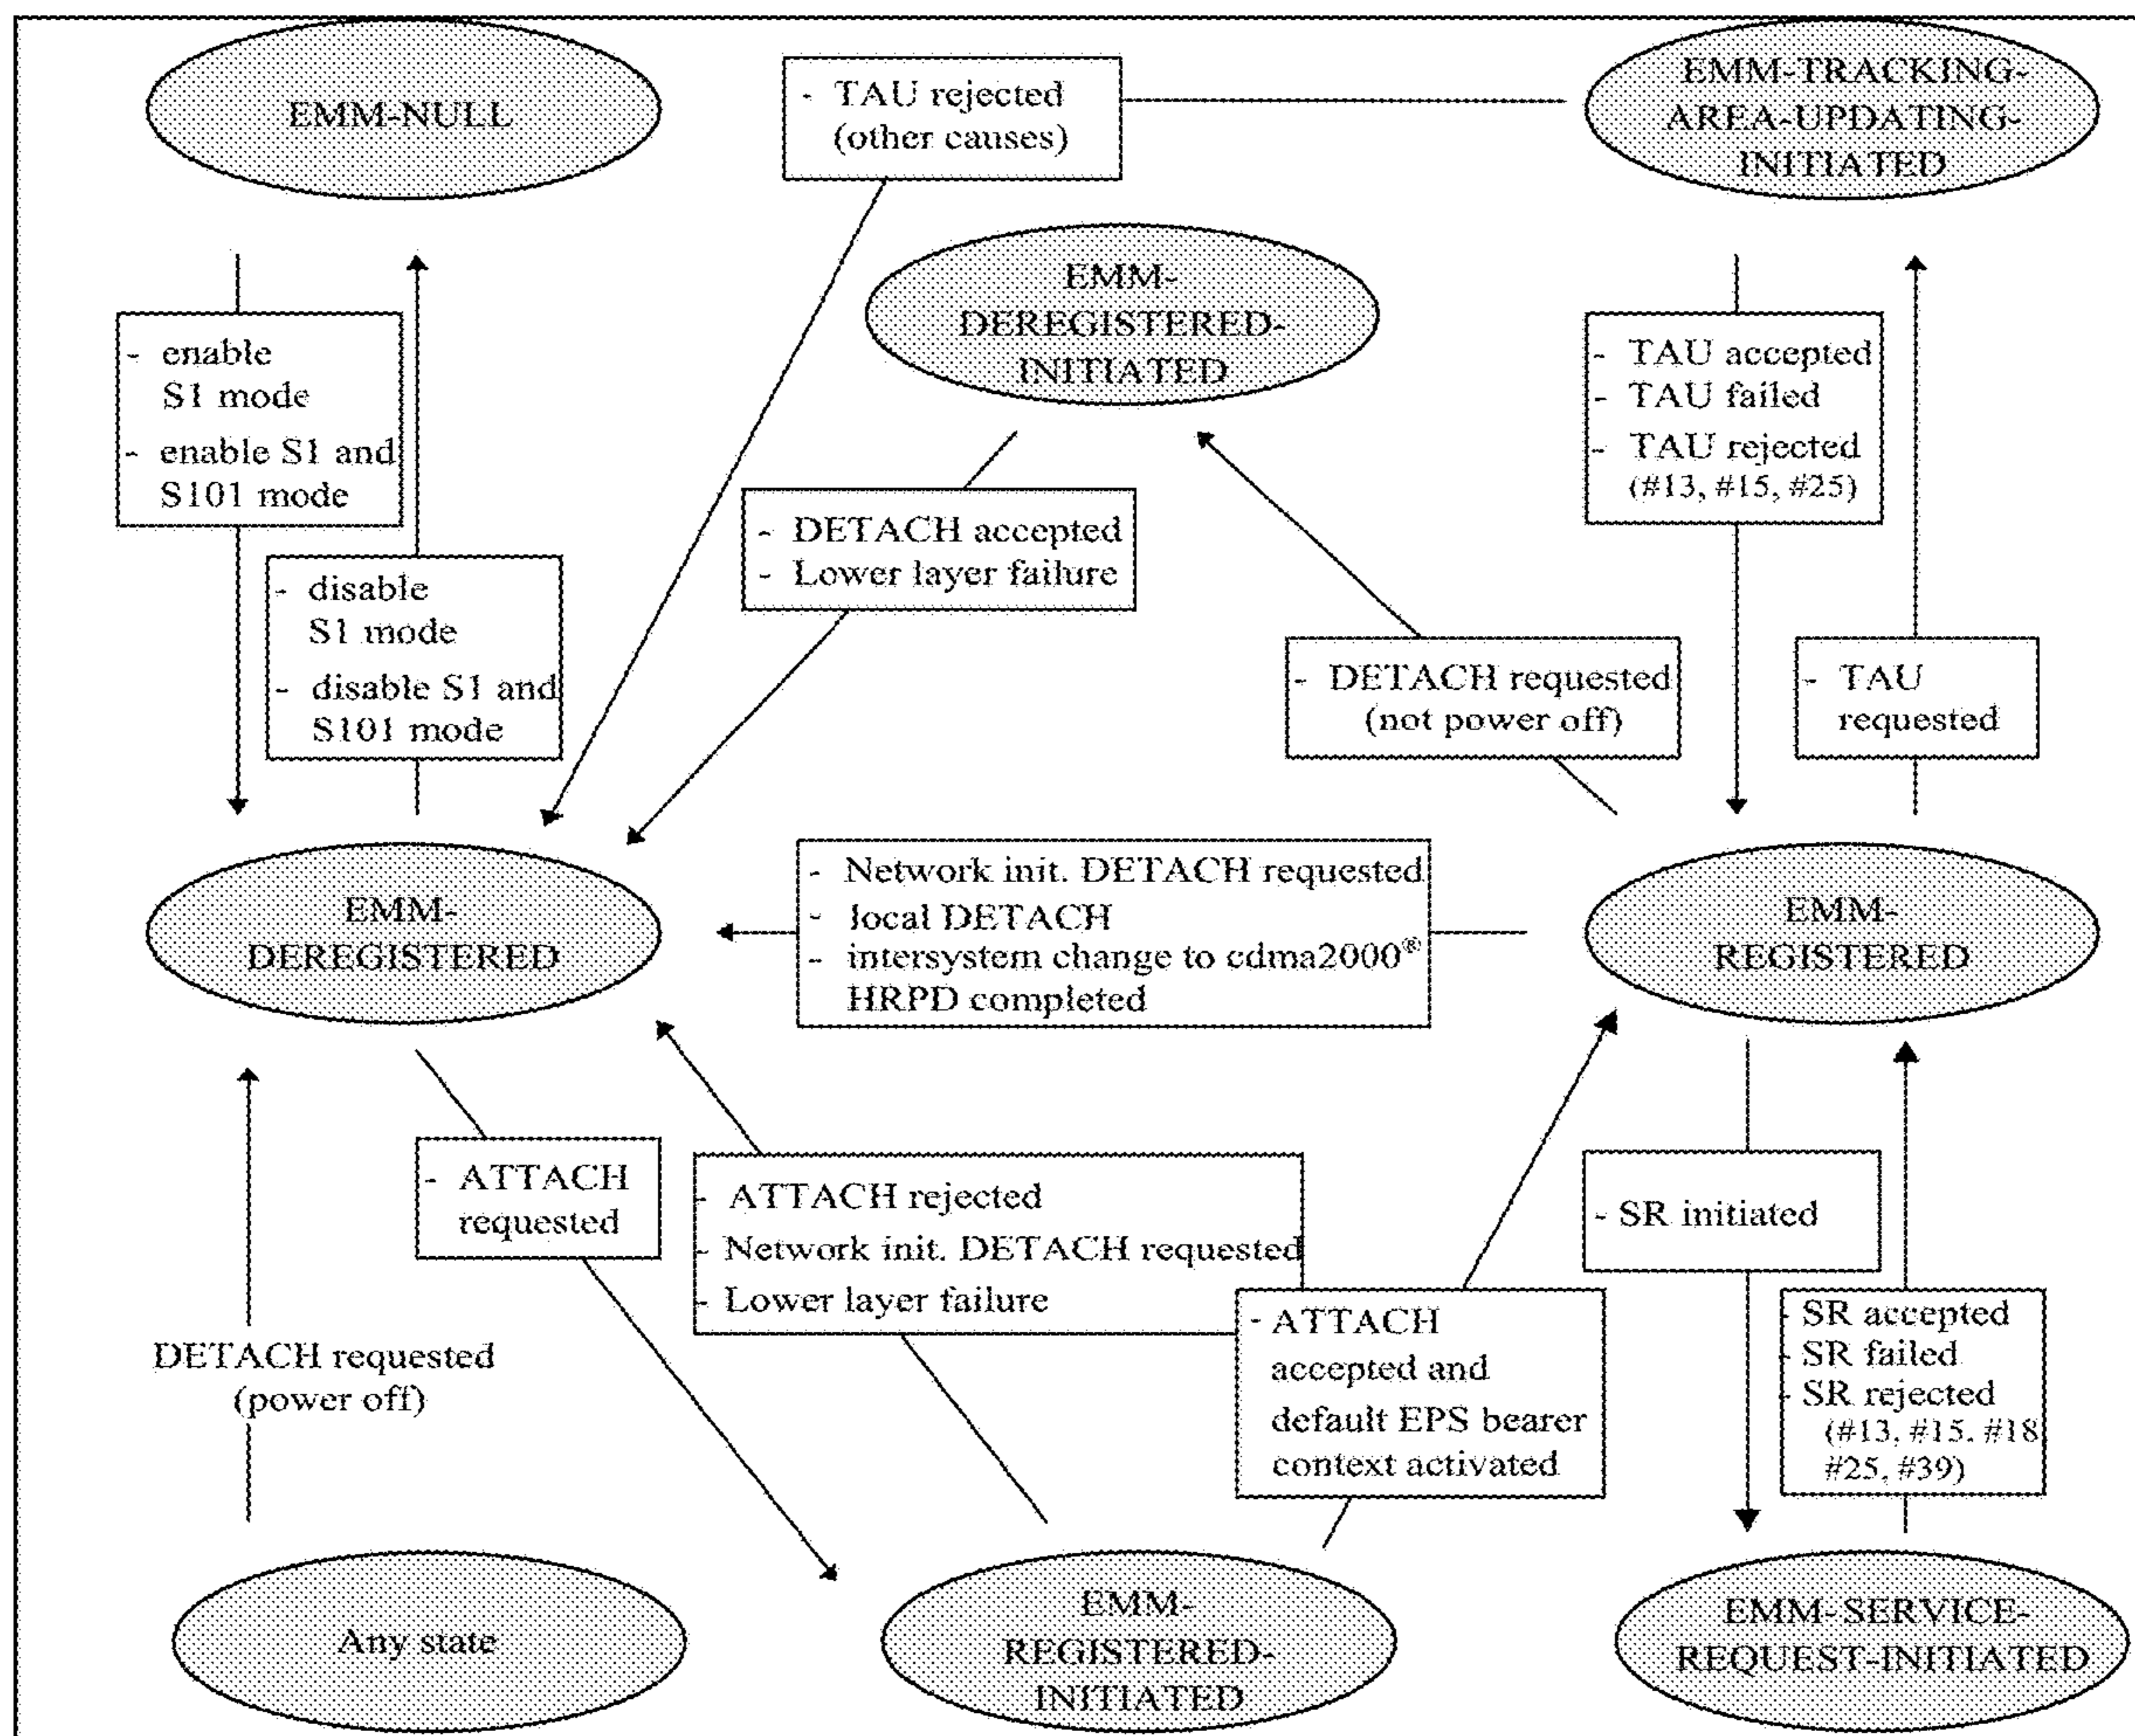 EMM-NULL
- TAU rejected
(other causes)
EMM-TRACKING-
AREA-UPDATING-
INITIATED
EMM-
DEREGISTERED-
INITIATED
- enable
S1 mode
- enable S1 and
S101 mode
- disable
S1 mode
- disable S1 and
S101 mode
- DETACH accepted
- Lower layer failure
- TAU accepted
- TAU failed
- TAU rejected
(#13, #15, #25)
- DETACH requested
(not power off)
- TAU
requested
EMM-
DEREGISTERED
- Network init. DETACH requested
- local DETACH
- intersystem change to cdma2000®
HRPD completed
EMM-
REGISTERED
- ATTACH
requested
- ATTACH rejected
- Network init. DETACH requested
- Lower layer failure
- ATTACH
accepted and
default EPS bearer
context activated
- SR initiated
- SR accepted
- SR failed
- SR rejected
(#13, #15. #18
#25, #39)
DETACH requested
(power off)
Any state
EMM-
REGISTERED-
INITIATED
EMM-SERVICE-
REQUEST-INITIATED